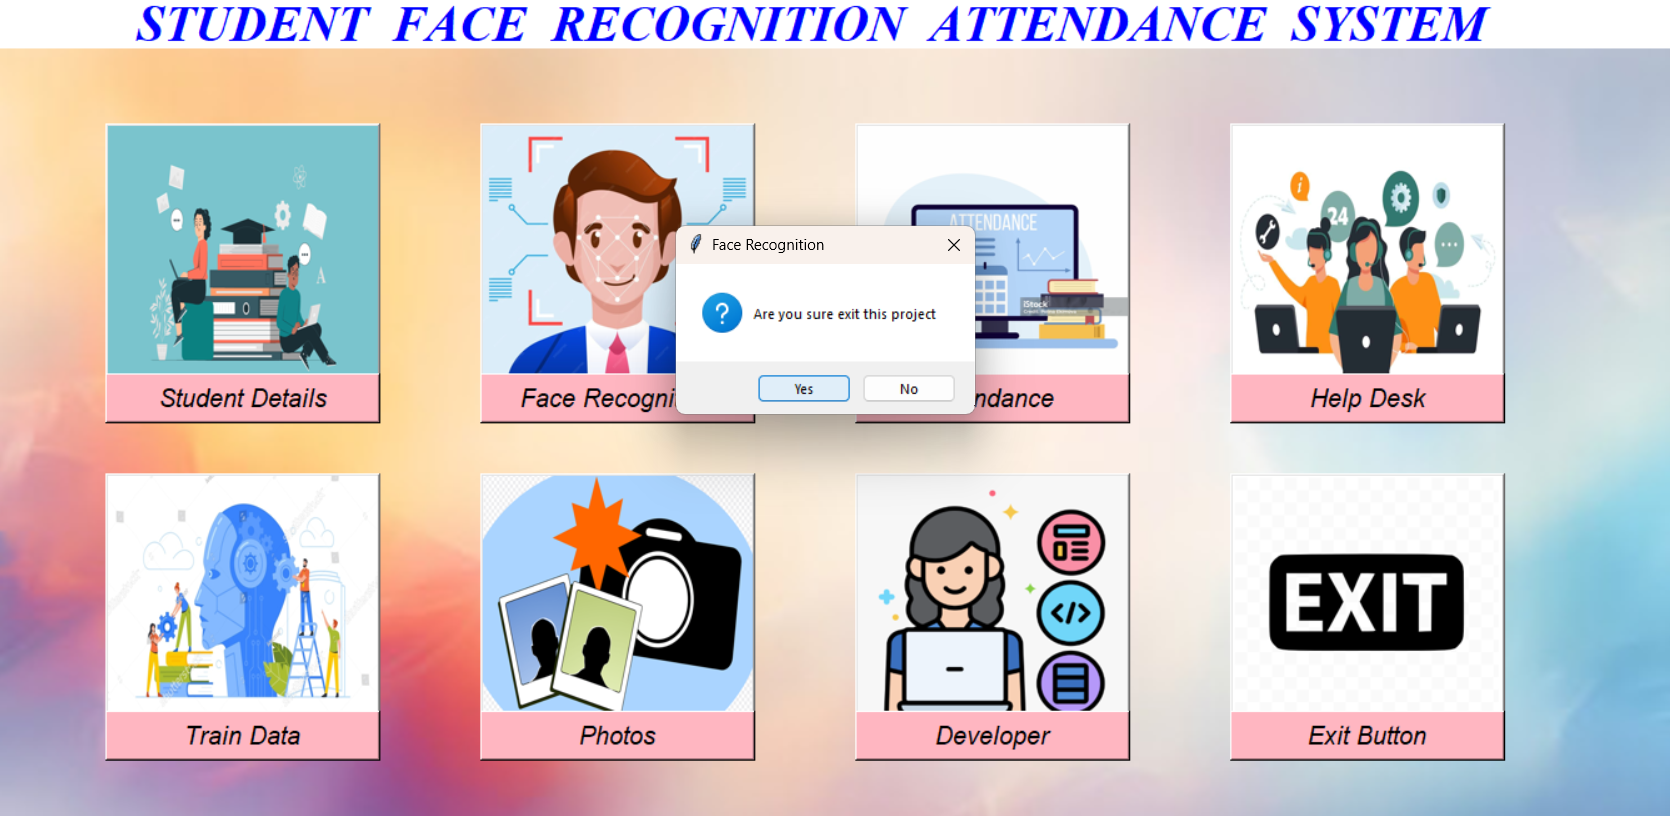 STUDENT FACE RECOGNITION ATTENDANCE SYSTEM
i
24
ATTENDANCE
Face Recognition
iStock
?
Are you sure exit this project
Yes
No
Student Details
Face Recogni
ndance
Help Desk
A
</>
EXIT
Train Data
Photos
Developer
Exit Button